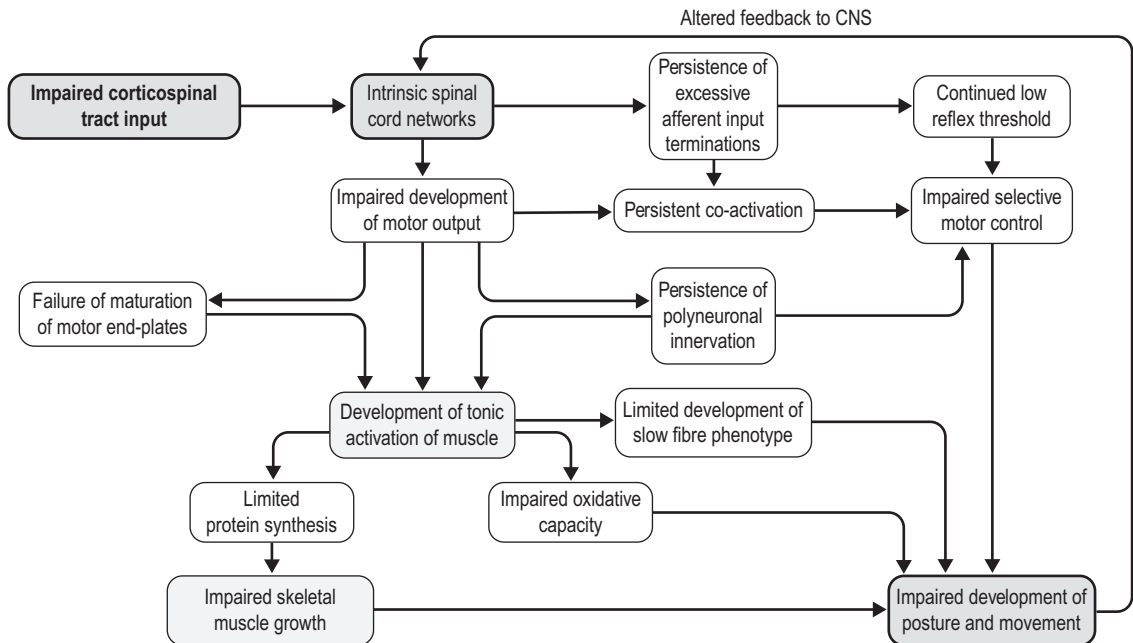 Altered feedback to CNS
Impaired corticospinal
tract input
Intrinsic spinal
cord networks
Persistence of
excessive
afferent input
terminations
Continued low
reflex threshold
Impaired development
of motor output
Persistent co-activation
Impaired selective
motor control
Failure of maturation
of motor end-plates
Persistence of
polyneuronal
innervation
Development of tonic
activation of muscle
Limited development of
slow fibre phenotype
Limited
protein synthesis
Impaired oxidative
capacity
Impaired skeletal
muscle growth
Impaired development of
posture and movement